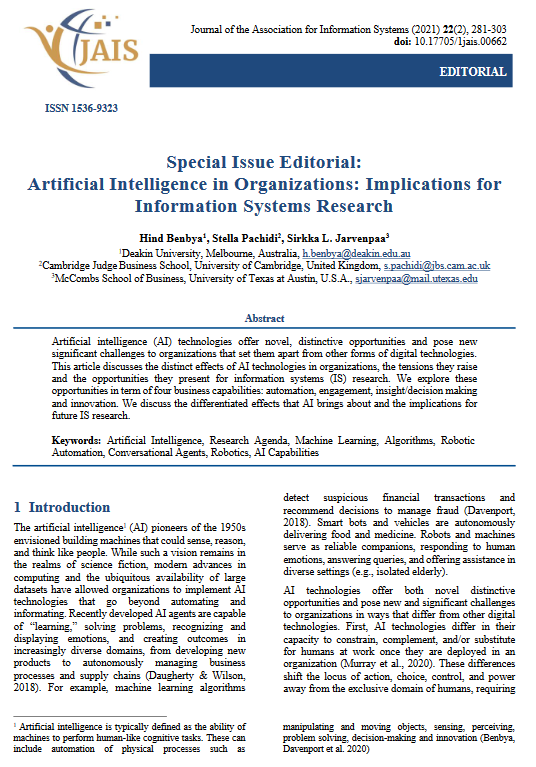 JAIS
Journal of the Association for Information Systems (2021) 22(2), 281-303
doi: 10.17705/1jais.00662
EDITORIAL
ISSN 1536-9323
Special Issue Editorial:
Artificial Intelligence in Organizations: Implications for
Information Systems Research
Hind Benbya1, Stella Pachidi2, Sirkka L. Jarvenpaa3
1Deakin University, Melbourne, Australia, h.benbya@deakin.edu.au
2Cambridge Judge Business School, University of Cambridge, United Kingdom, s.pachidi@jbs.cam.ac.uk
3McCombs School of Business, University of Texas at Austin, U.S.A., sjarvenpaa@mail.utexas.edu
Abstract
Artificial intelligence (AI) technologies offer novel, distinctive opportunities and pose new
significant challenges to organizations that set them apart from other forms of digital technologies.
This article discusses the distinct effects of AI technologies in organizations, the tensions they raise
and the opportunities they present for information systems (IS) research. We explore these
opportunities in term of four business capabilities: automation, engagement, insight/decision making
and innovation. We discuss the differentiated effects that AI brings about and the implications for
future IS research.
Keywords: Artificial Intelligence, Research Agenda, Machine Learning, Algorithms, Robotic
Automation, Conversational Agents, Robotics, AI Capabilities
1 Introduction
The artificial intelligence1 (AI) pioneers of the 1950s
envisioned building machines that could sense, reason,
and think like people. While such a vision remains in
the realms of science fiction, modern advances in
computing and the ubiquitous availability of large
datasets have allowed organizations to implement AI
technologies that go beyond automating and
informating. Recently developed AI agents are capable
of “learning,” solving problems, recognizing and
displaying emotions, and creating outcomes in
increasingly diverse domains, from developing new
products to autonomously managing business
processes and supply chains (Daugherty & Wilson,
2018). For example, machine learning algorithms
detect suspicious financial transactions and
recommend decisions to manage fraud (Davenport,
2018). Smart bots and vehicles are autonomously
delivering food and medicine. Robots and machines
serve as reliable companions, responding to human
emotions, answering queries, and offering assistance in
diverse settings (e.g., isolated elderly).
AI technologies offer both novel distinctive
opportunities and pose new and significant challenges
to organizations in ways that differ from other digital
technologies. First, AI technologies differ in their
capacity to constrain, complement, and/or substitute
for humans at work once they are deployed in an
organization (Murray et al., 2020). These differences
shift the locus of action, choice, control, and power
away from the exclusive domain of humans, requiring
1 Artificial intelligence is typically defined as the ability of
machines to perform human-like cognitive tasks. These can
include automation of physical processes such as
manipulating and moving objects, sensing, perceiving,
problem solving, decision-making and innovation (Benbya,
Davenport et al. 2020)